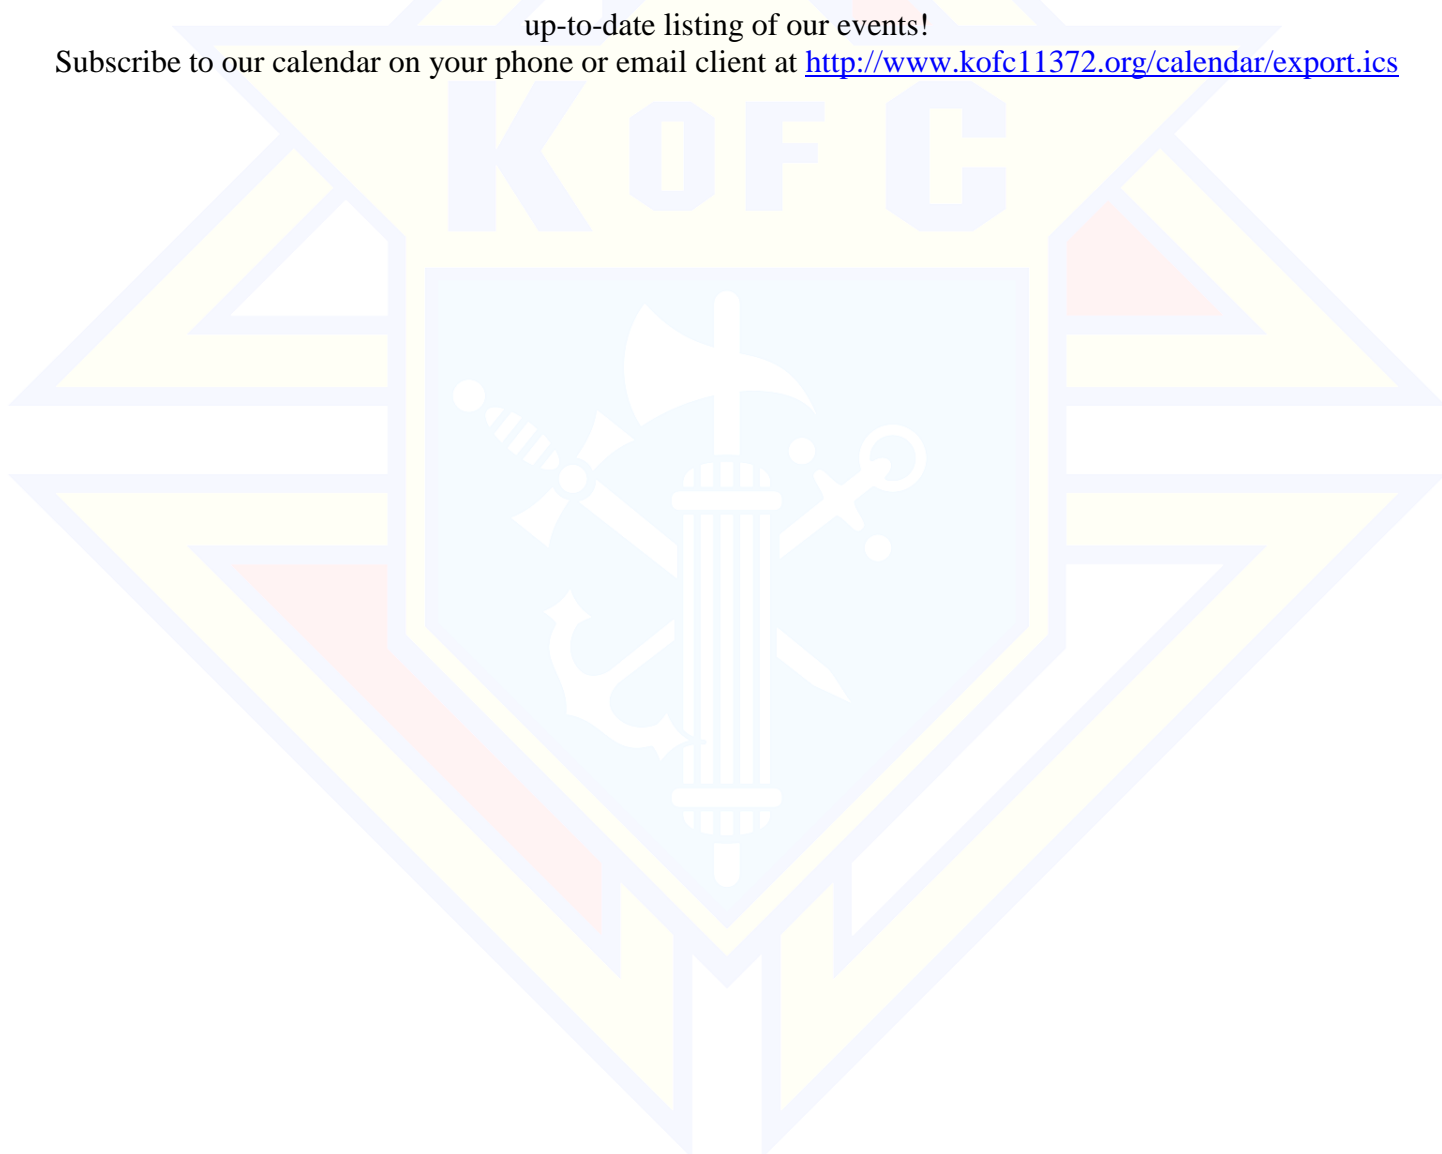 up-to-date listing of our events!
Subscribe to our calendar on your phone or email client at http://www.kofc11372.org/calendar/export.ics
K OF C